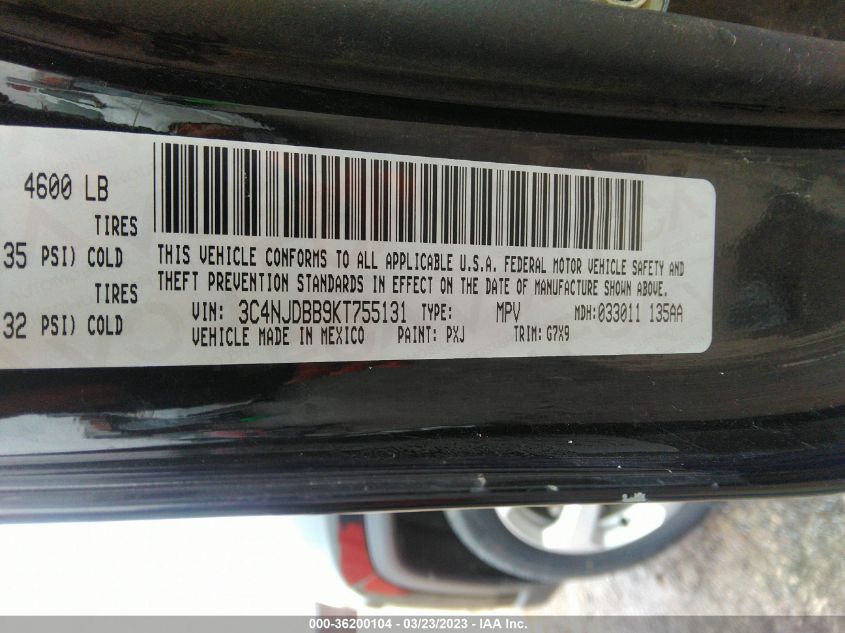 4600 LB
TIRES
35 PSI) COLD
TIRES
32 PSI) COLD
THIS VEHICLE CONFORMS TO ALL APPLICABLE U.S.A. FEDERAL MOTOR VEHICLE SAFETY AND
THEFT PREVENTION STANDARDS IN EFFECT ON THE DATE OF MANUFACTURE SHOWN ABOVE.
VIN: 3C4NJDBB9KT755131 TYPE: MPV MDH:033011 135AA
VEHICLE MADE IN MEXICO PAINT: PXJ TRIM: G7X9
000-36200104 — 03/23/2023 — IAA Inc.